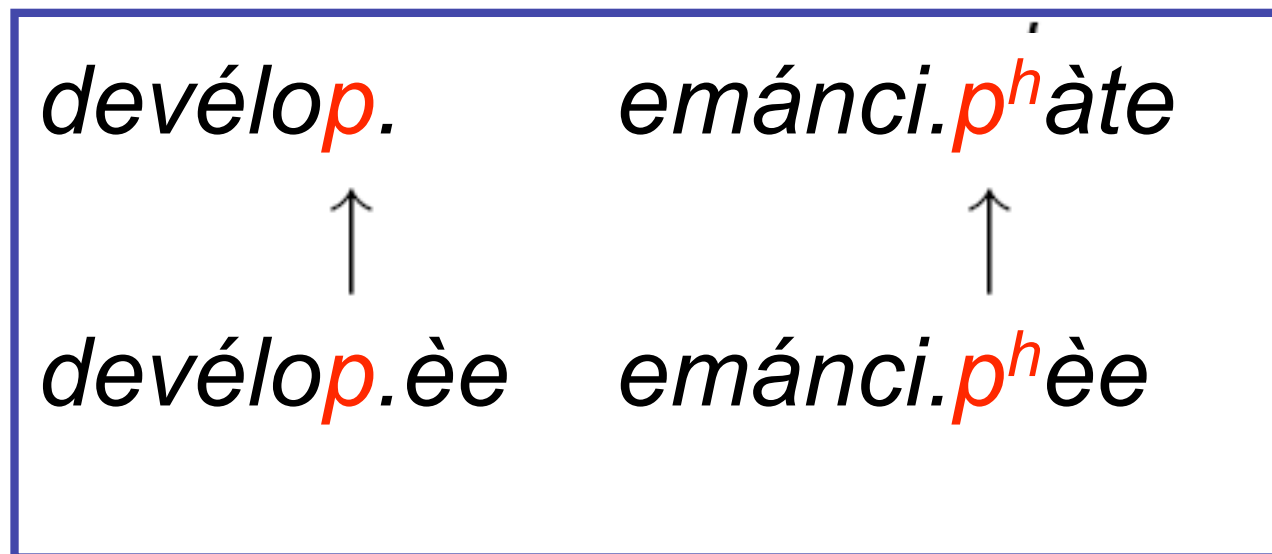 devélop. emánci.pʰàte
↑ ↑
devélop.èe emánci.pʰèe